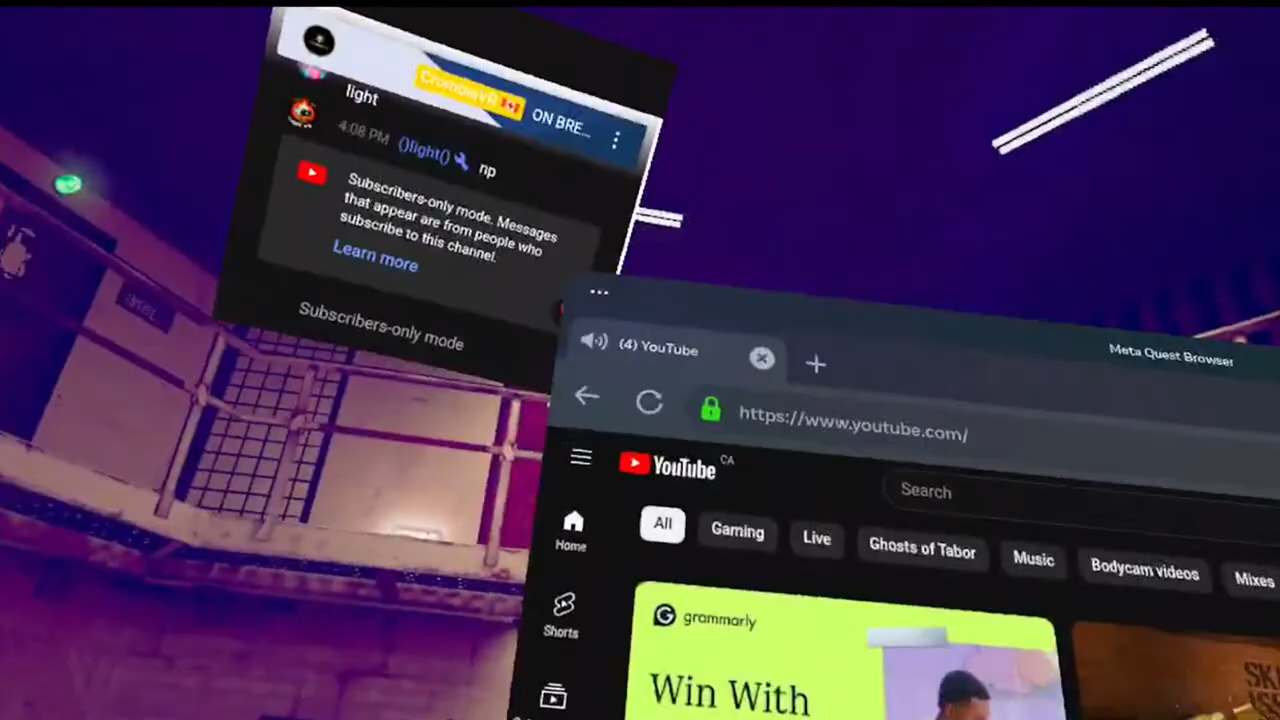 CrombieVR
ON BRE...
light
4:08 PM ()light() np
Subscribers-only mode. Messages
that appear are from people who
subscribe to this channel.
Learn more
Subscribers-only mode
(4) YouTube
Meta Quest Browser
https://www.youtube.com/
YouTube CA
Search
All
Gaming
Live
Ghosts of Tabor
Music
Bodycam videos
Mixes
Home
Shorts
grammarly
Win With